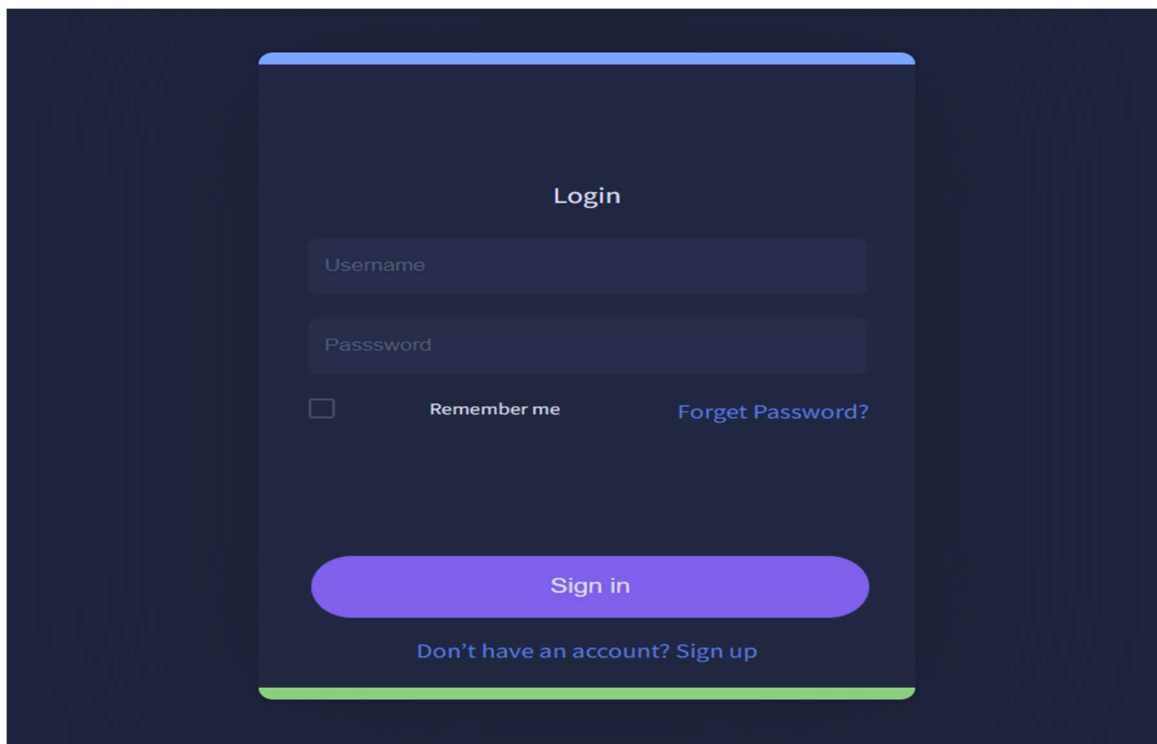 Login
Username
Passsword
Remember me Forget Password?
Sign in
Don’t have an account? Sign up